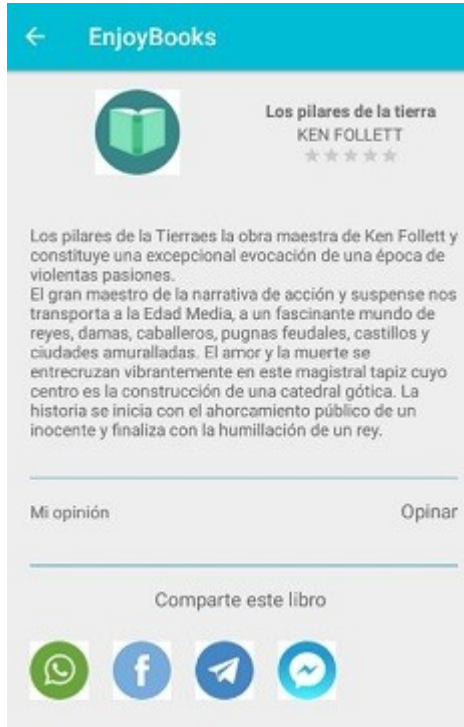 EnjoyBooks
Los pilares de la tierra
KEN FOLLETT
Los pilares de la Tierraes la obra maestra de Ken Follett y
constituye una excepcional evocación de una época de
violentas pasiones.
El gran maestro de la narrativa de acción y suspense nos
transporta a la Edad Media, a un fascinante mundo de
reyes, damas, caballeros, pugnas feudales, castillos y
ciudades amuralladas. El amor y la muerte se
entrecruzan vibrantemente en este magistral tapiz cuyo
centro es la construcción de una catedral gótica. La
historia se inicia con el ahorcamiento público de un
inocente y finaliza con la humillación de un rey.
Mi opinión
Opinar
Comparte este libro